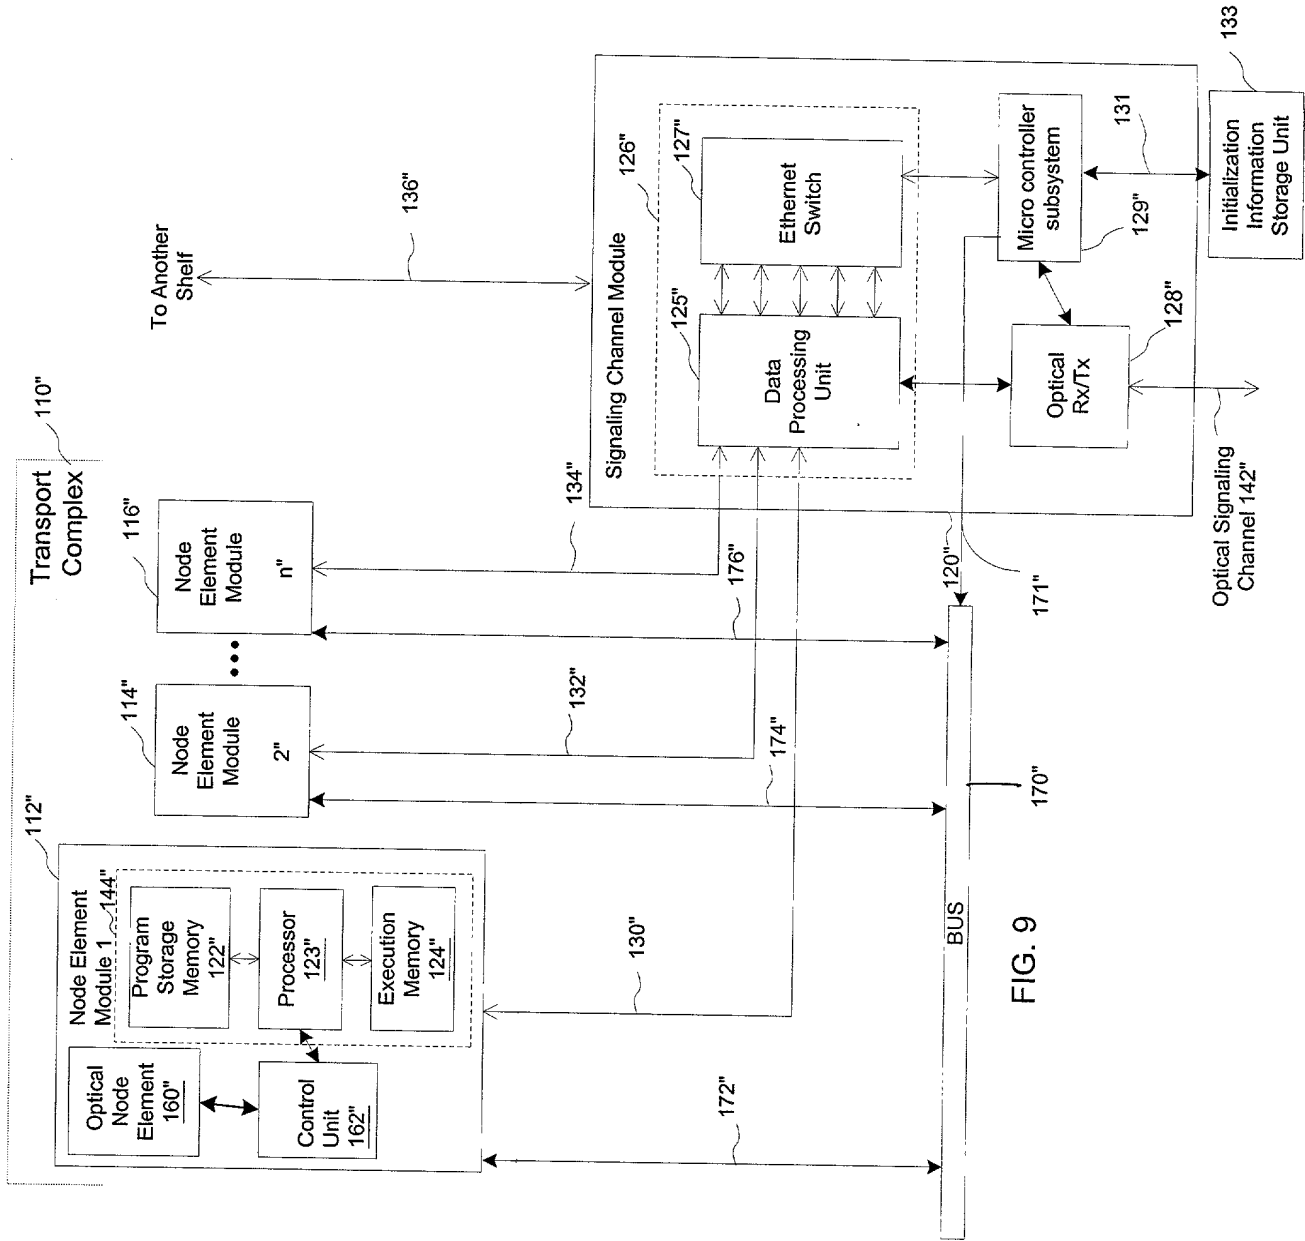 Transport
Complex
110"
112"
Node Element
Module 1
144"
Program
Storage
Memory
122"
Processor
123"
Execution
Memory
124"
Optical
Node
Element
160"
Control
Unit
162"
114"
Node
Element
Module
2"
116"
Node
Element
Module
n"
To Another
Shelf
136"
130"
132"
134"
172"
174"
176"
Signaling Channel Module
126"
125"
Data
Processing
Unit
127"
Ethernet
Switch
Optical
Rx/Tx
128"
Micro controller
subsystem
129"
131
133
Initialization
Information
Storage Unit
120"
171"
Optical Signaling
Channel 142"
BUS
170"
FIG. 9